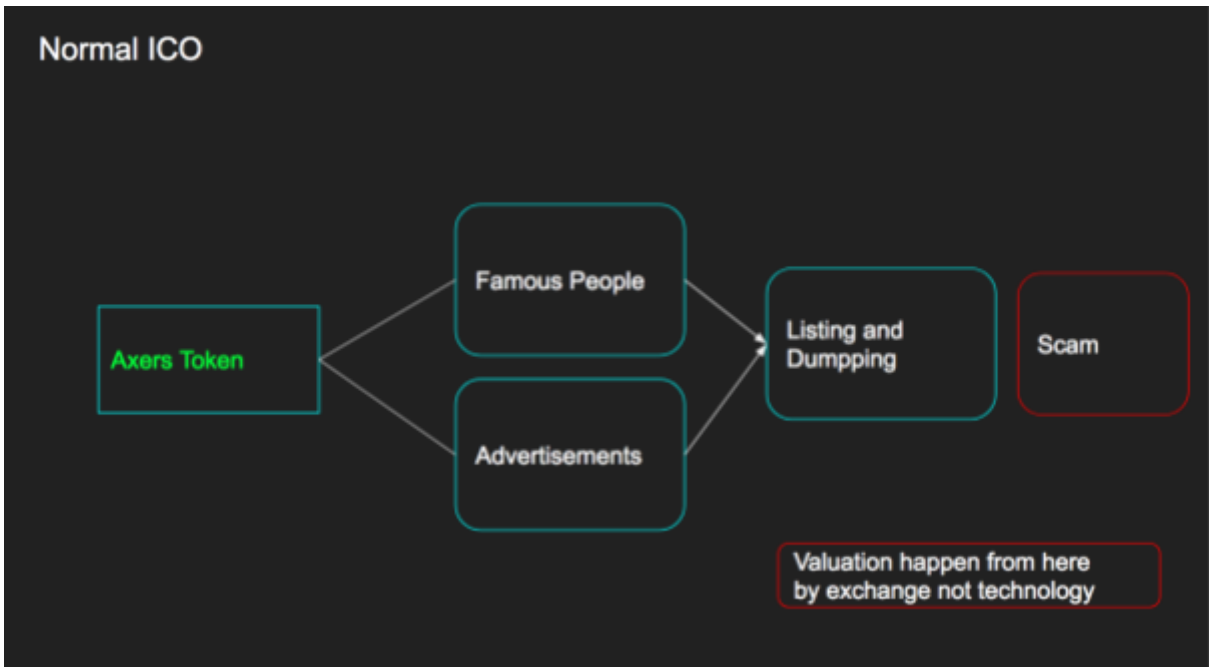 Normal ICO
Famous People
Axers Token
Listing and
Dumpping
Scam
Advertisements
Valuation happen from here
by exchange not technology